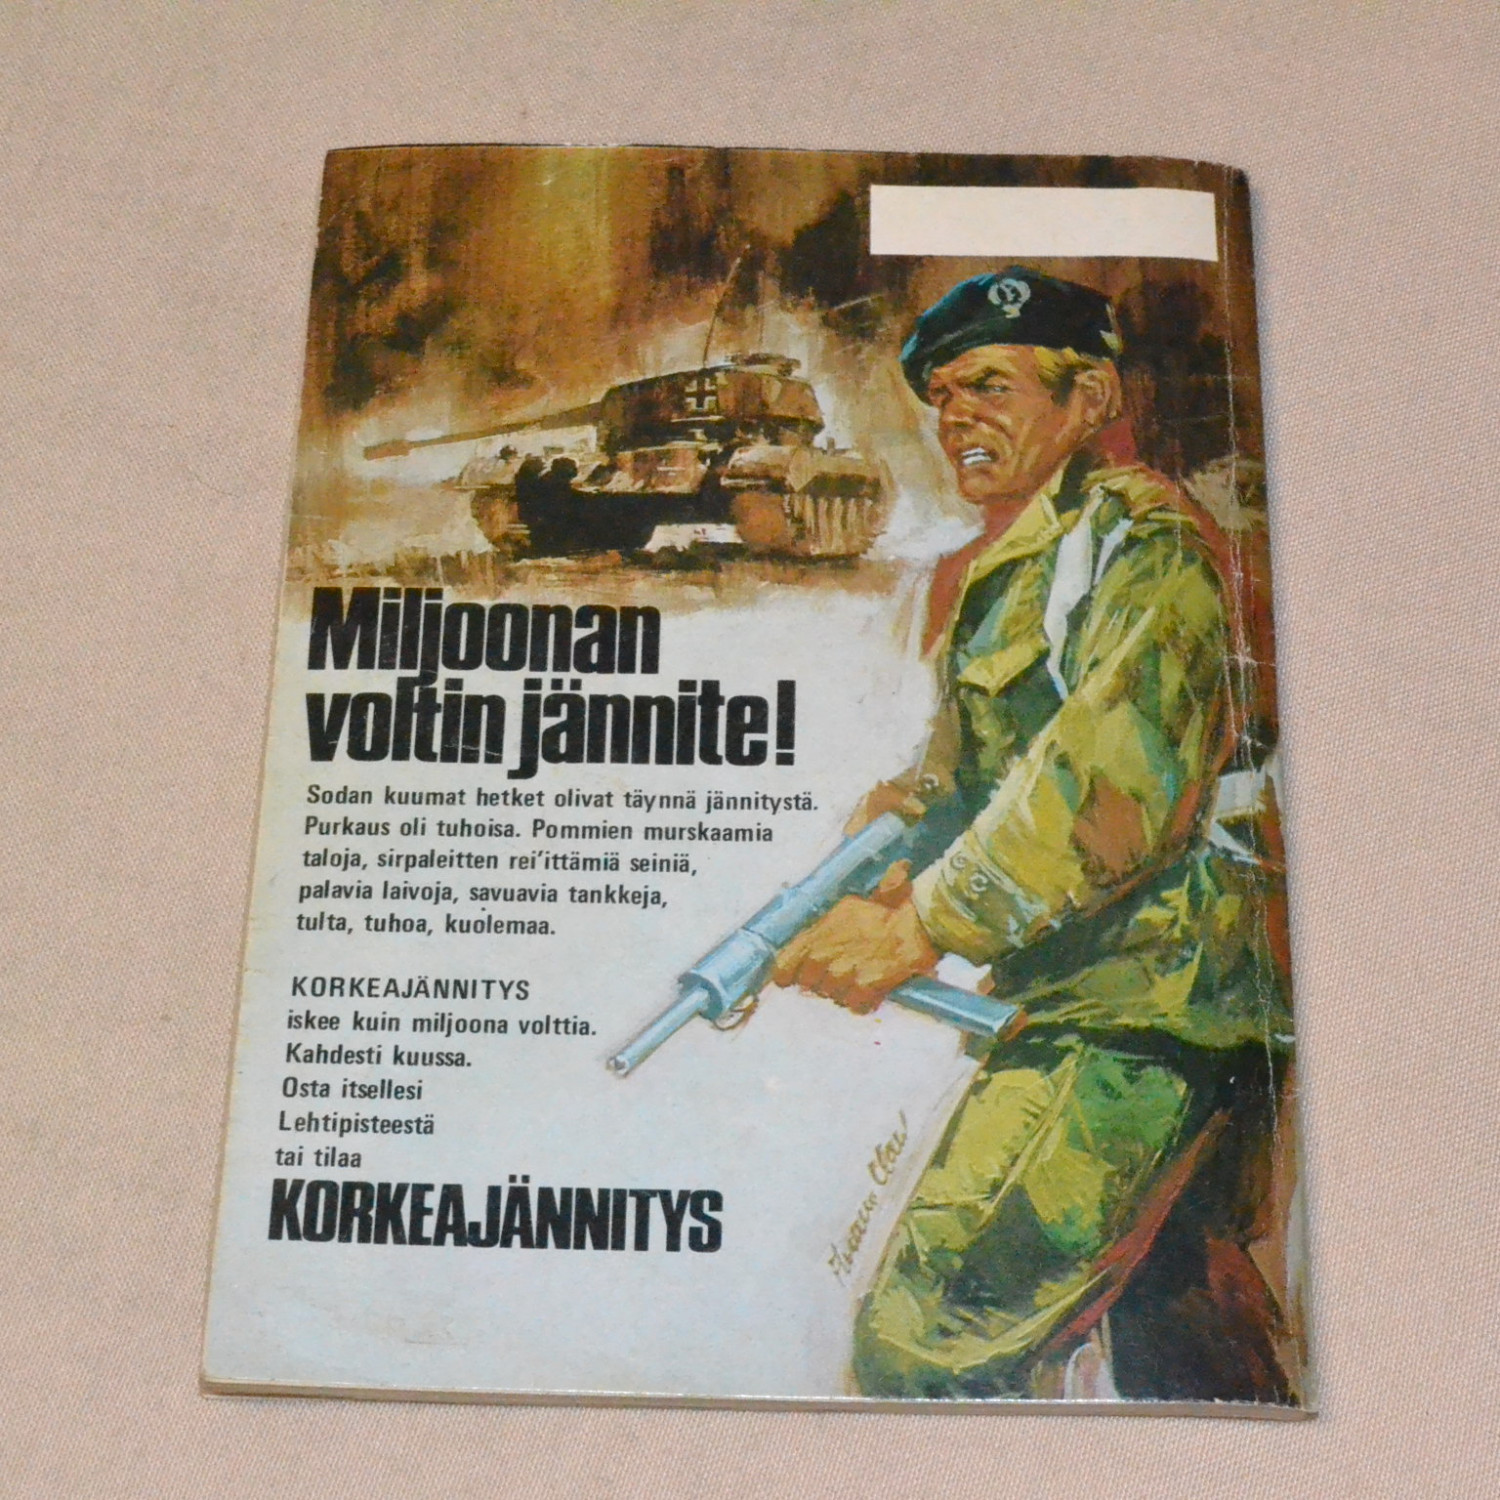 Miljoonan
voltin jännite!
Sodan kuumat hetket olivat täynnä jännitystä.
Purkaus oli tuhoisa. Pommien murskaamia
taloja, sirpaleitten rei'ittämiä seiniä,
palavia laivoja, savuavia tankkeja,
tulta, tuhoa, kuolemaa.
KORKEAJÄNNITYS
iskee kuin miljoona volttia.
Kahdesti kuussa.
Osta itsellesi
Lehtipisteestä
tai tilaa
KORKEAJÄNNITYS